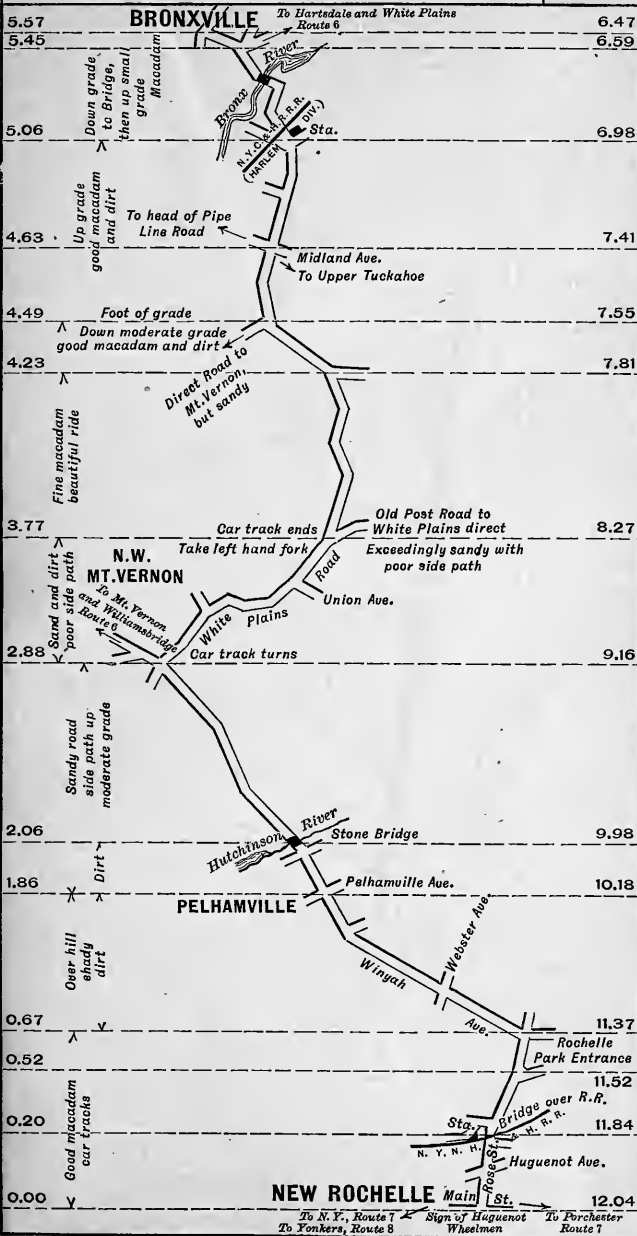 BRONXVILLE
To Hartsdale and White Plains
Route 6
5.57
6.47
5.45
6.59
Down grade
to Bridge,
then up small
grade
Macadam
Bronx River
N.Y.C. & H.R.R.R.
(HARLEM DIV.)
Sta.
5.06
6.98
Up grade
good macadam
and dirt
To head of Pipe
Line Road
4.63
7.41
Midland Ave.
To Upper Tuckahoe
4.49
Foot of grade
7.55
Down moderate grade
good macadam and dirt
4.23
7.81
Direct Road to
Mt.Vernon,
but sandy
Fine macadam
beautiful ride
Old Post Road to
White Plains direct
Car track ends
3.77
8.27
Take left hand fork
Exceedingly sandy with
poor side path
N.W.
MT.VERNON
Sand and dirt
poor side path
To Mt. Vernon
and Williamsbridge
Route 6
White Plains Road
Union Ave.
Car track turns
2.88
9.16
Sandy road
side path up
moderate grade
Hutchinson River
Stone Bridge
2.06
9.98
Dirt
Pelhamville Ave.
1.86
10.18
PELHAMVILLE
Over hill
shady
dirt
Webster Ave.
Winyah Ave.
0.67
11.37
Rochelle
Park Entrance
0.52
11.52
Good macadam
car tracks
Bridge over R.R.
Sta.
0.20
11.84
N. Y. N. H. & H. R. R.
Rose St.
Huguenot Ave.
NEW ROCHELLE
Main St.
0.00
12.04
To N.Y., Route 7
To Yonkers, Route 8
Sign of Huguenot
Wheelmen
To Porchester
Route 7